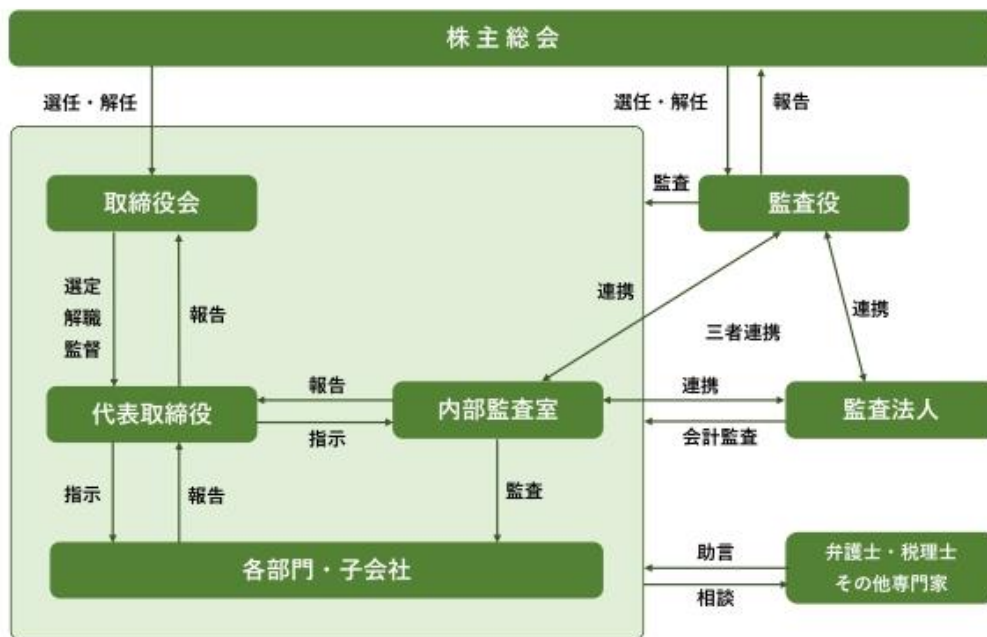 株主総会
選任・解任
選任・解任
報告
取締役会
監査
監査役
選定
解職
監督
報告
連携
三者連携
連携
代表取締役
報告
指示
内部監査室
連携
会計監査
監査法人
指示
報告
監査
各部門・子会社
助言
相談
弁護士・税理士
その他専門家